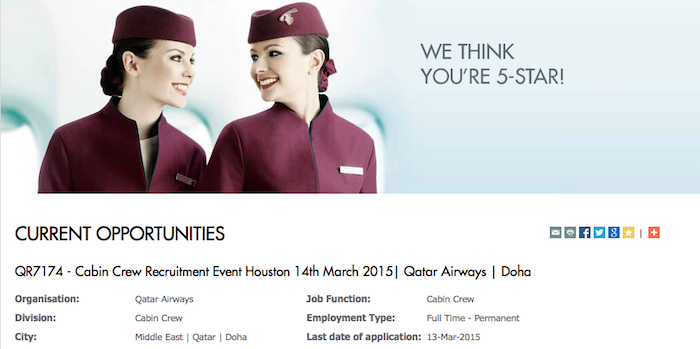 WE THINK
YOU'RE 5-STAR!
CURRENT OPPORTUNITIES
QR7174 - Cabin Crew Recruitment Event Houston 14th March 2015| Qatar Airways | Doha
Organisation: Qatar Airways Job Function: Cabin Crew
Division: Cabin Crew Employment Type: Full Time - Permanent
City: Middle East | Qatar | Doha Last date of application: 13-Mar-2015